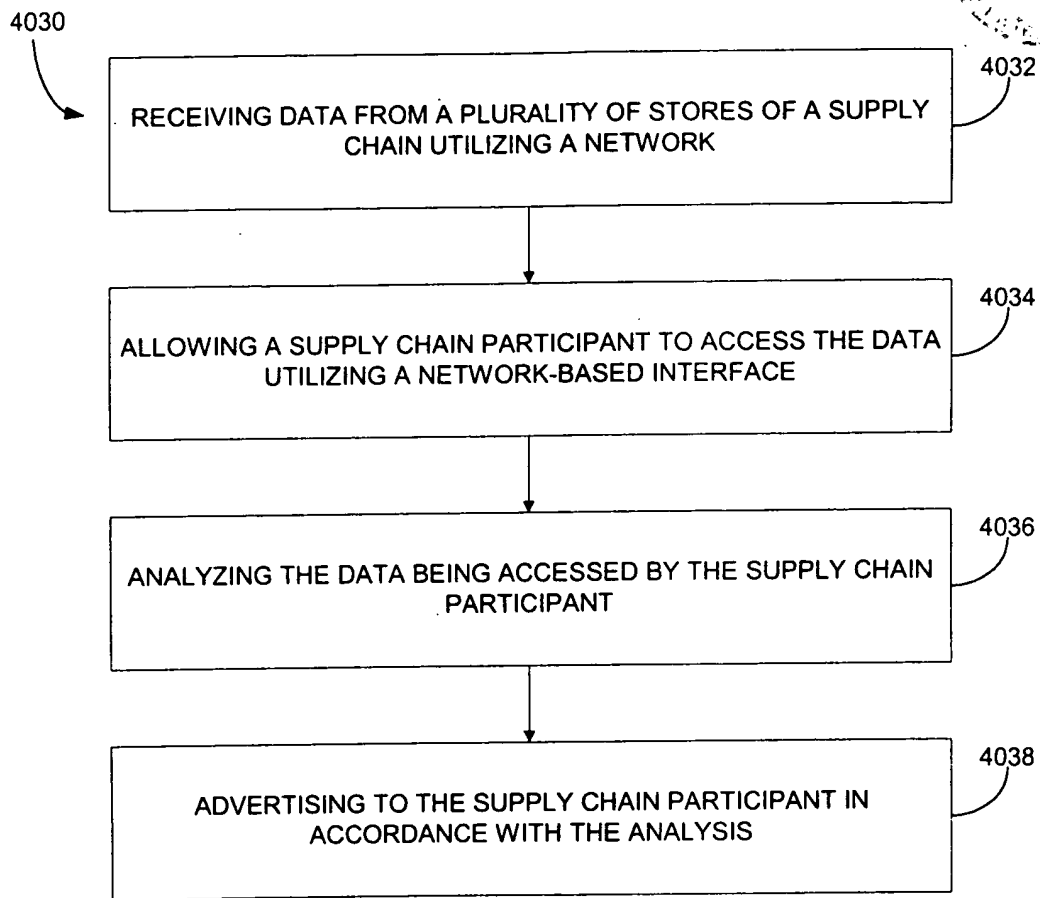 4030
4032
RECEIVING DATA FROM A PLURALITY OF STORES OF A SUPPLY
CHAIN UTILIZING A NETWORK
4034
ALLOWING A SUPPLY CHAIN PARTICIPANT TO ACCESS THE DATA
UTILIZING A NETWORK-BASED INTERFACE
4036
ANALYZING THE DATA BEING ACCESSED BY THE SUPPLY CHAIN
PARTICIPANT
4038
ADVERTISING TO THE SUPPLY CHAIN PARTICIPANT IN
ACCORDANCE WITH THE ANALYSIS